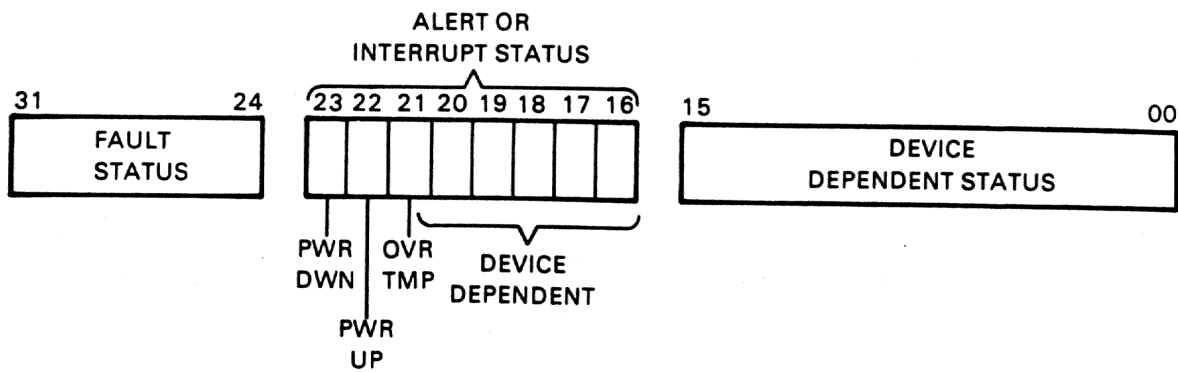 ALERT OR
INTERRUPT STATUS
31 24 23 22 21 20 19 18 17 16 15 00
FAULT
STATUS
DEVICE
DEPENDENT STATUS
PWR
DWN
OVR
TMP
DEVICE
DEPENDENT
PWR
UP